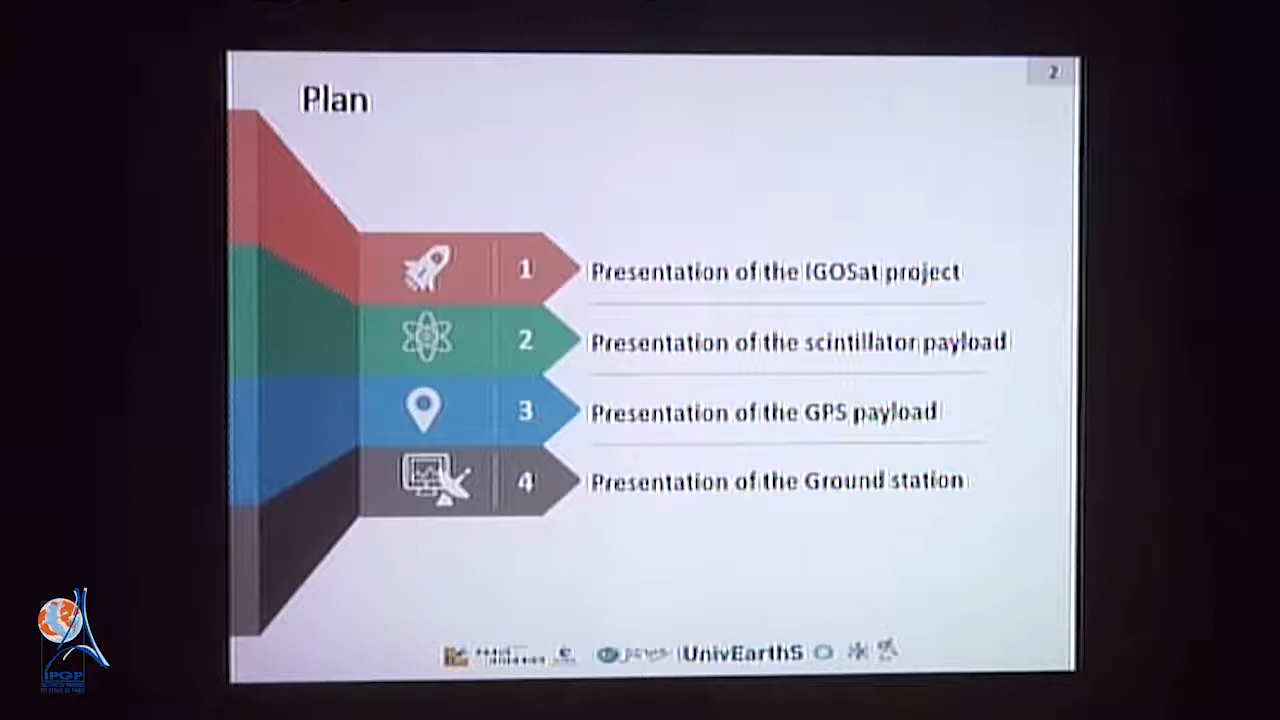 2
Plan
1 Presentation of the IGOSat project
2 Presentation of the scintillator payload
3 Presentation of the GPS payload
4 Presentation of the Ground station
UnivEarthS
IPGP